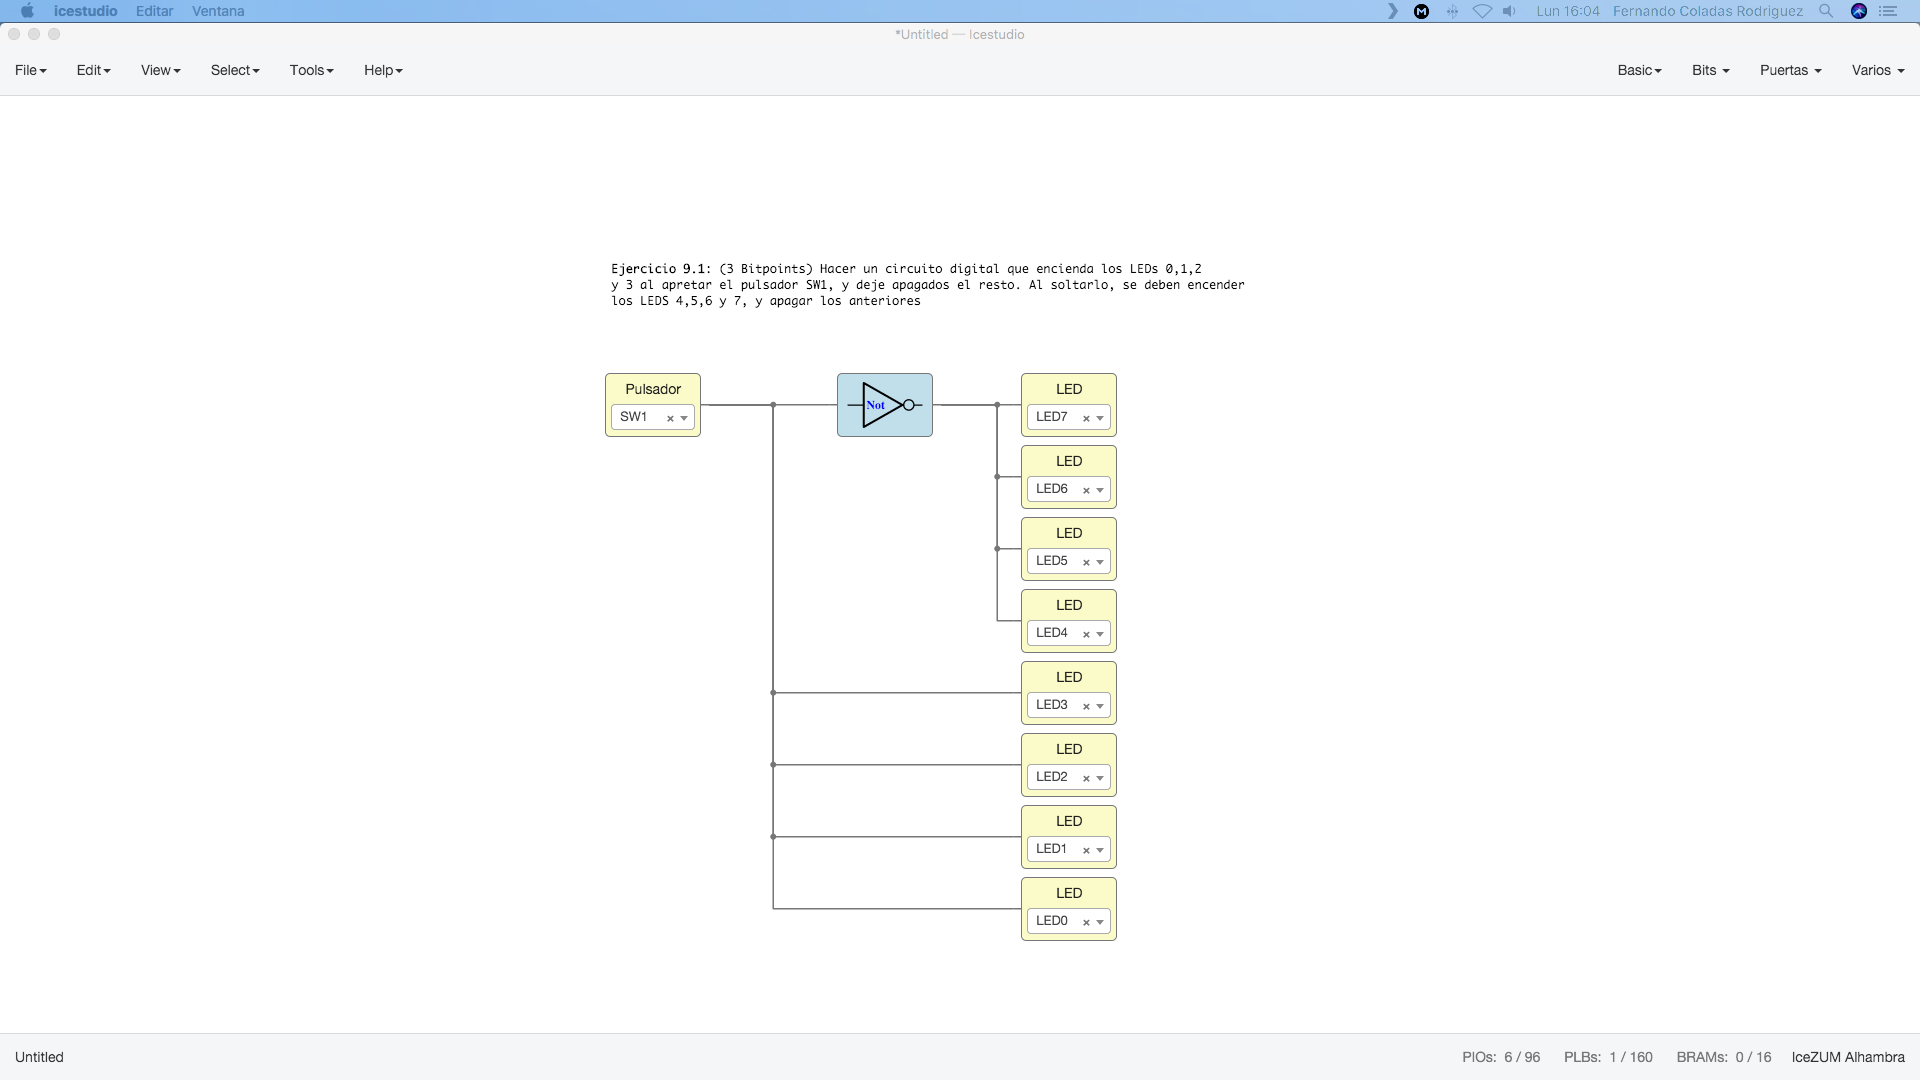 icestudio Editar Ventana
M Lun 16:04 Fernando Coladas Rodriguez
*Untitled — Icestudio
File Edit View Select Tools Help Basic Bits Puertas Varios
Ejercicio 9.1: (3 Bitpoints) Hacer un circuito digital que encienda los LEDs 0,1,2
y 3 al apretar el pulsador SW1, y deje apagados el resto. Al soltarlo, se deben encender
los LEDS 4,5,6 y 7, y apagar los anteriores
Pulsador
SW1
Not
LED
LED7
LED
LED6
LED
LED5
LED
LED4
LED
LED3
LED
LED2
LED
LED1
LED
LED0
Untitled PIOs: 6 / 96 PLBs: 1 / 160 BRAMs: 0 / 16 IceZUM Alhambra